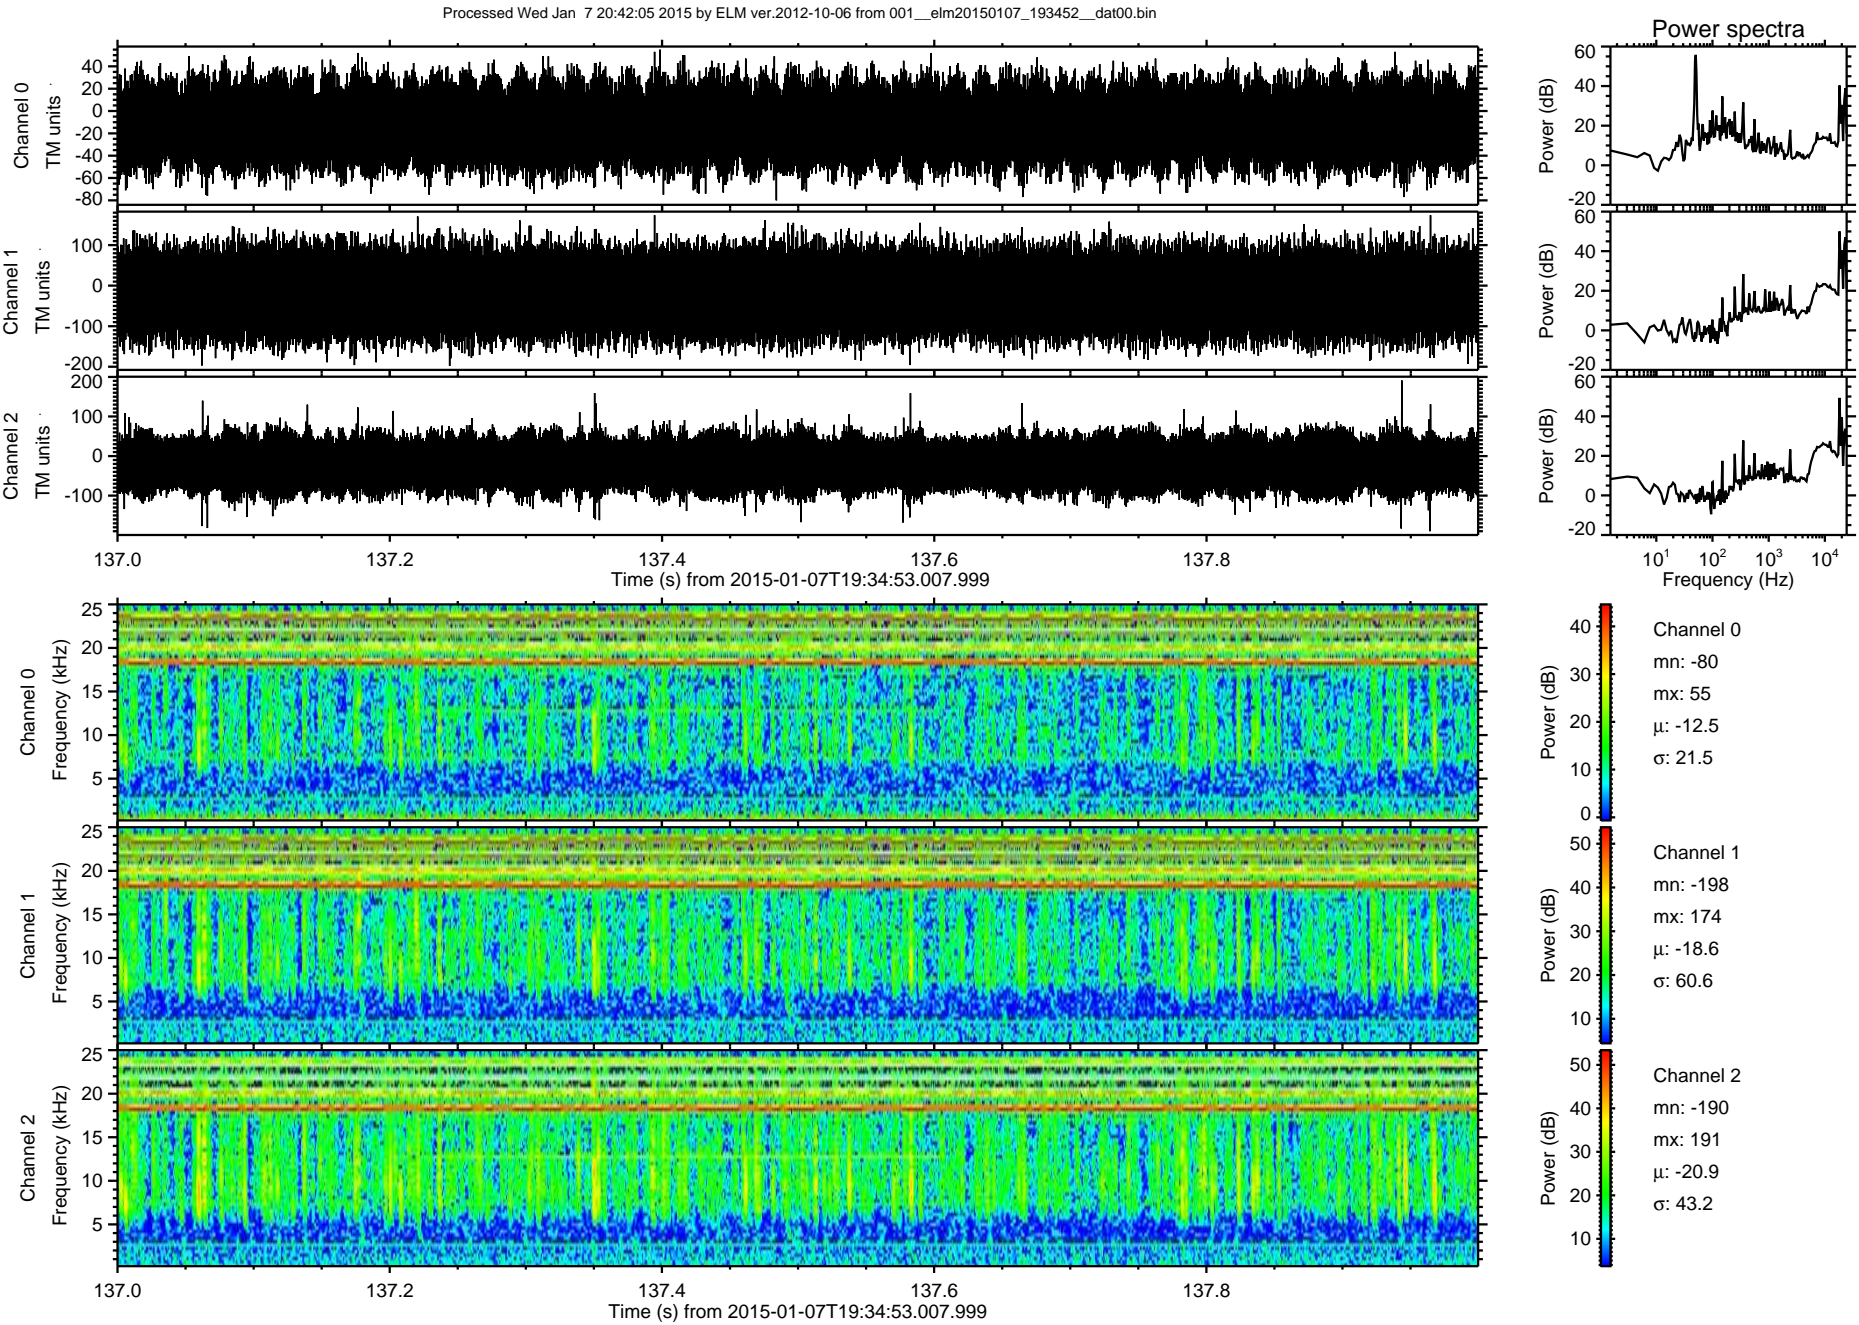 Processed Wed Jan  7 20:42:05 2015 by ELM ver.2012-10-06 from 001__elm20150107_193452__dat00.bin
Power spectra
Channel 0
TM units
40
20
0
-20
-40
-60
-80
Power (dB)
60
40
20
0
-20
Channel 1
TM units
100
0
-100
-200
Power (dB)
60
40
20
0
-20
Channel 2
TM units
200
100
0
-100
Power (dB)
60
40
20
0
-20
137.0
137.2
137.4
137.6
137.8
Time (s) from 2015-01-07T19:34:53.007.999
10^1
10^2
10^3
10^4
Frequency (Hz)
Channel 0
Frequency (kHz)
25
20
15
10
5
Power (dB)
40
30
20
10
0
Channel 0
mn: -80
mx: 55
μ: -12.5
σ: 21.5
Channel 1
Frequency (kHz)
25
20
15
10
5
Power (dB)
50
40
30
20
10
Channel 1
mn: -198
mx: 174
μ: -18.6
σ: 60.6
Channel 2
Frequency (kHz)
25
20
15
10
5
Power (dB)
50
40
30
20
10
Channel 2
mn: -190
mx: 191
μ: -20.9
σ: 43.2
137.0
137.2
137.4
137.6
137.8
Time (s) from 2015-01-07T19:34:53.007.999